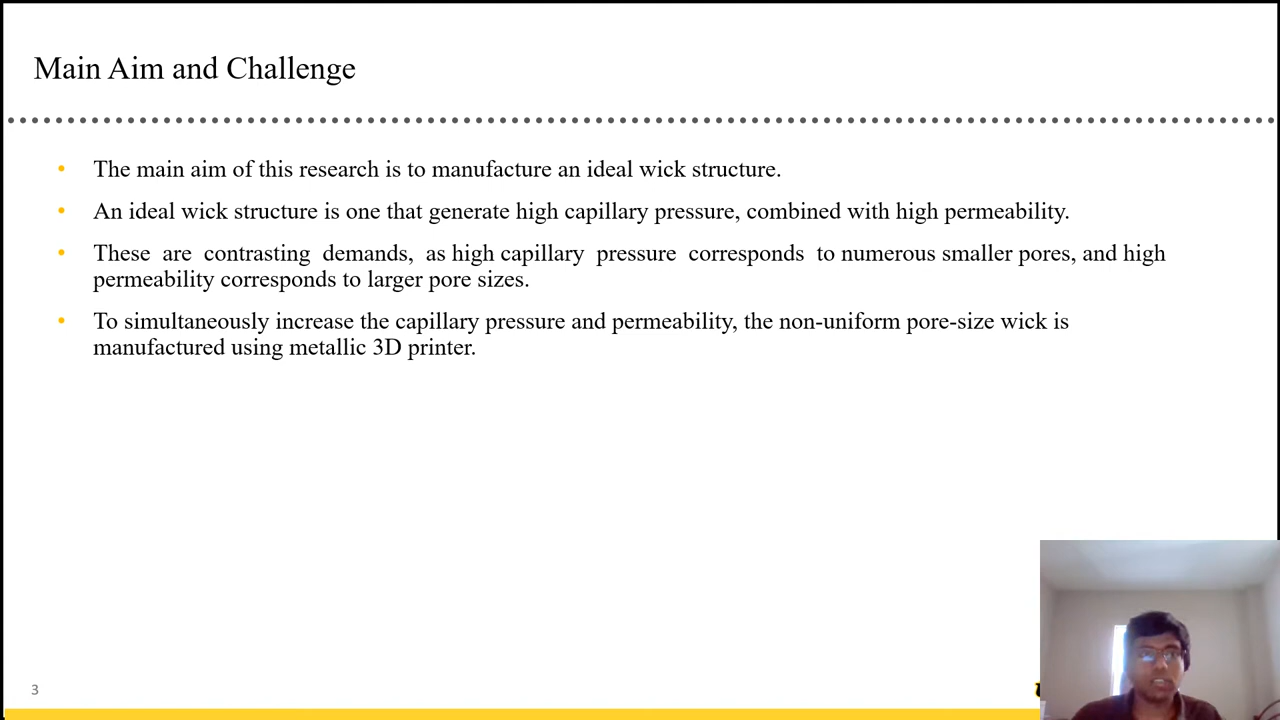 Main Aim and Challenge
• The main aim of this research is to manufacture an ideal wick structure.
• An ideal wick structure is one that generate high capillary pressure, combined with high permeability.
• These are contrasting demands, as high capillary pressure corresponds to numerous smaller pores, and high
permeability corresponds to larger pore sizes.
• To simultaneously increase the capillary pressure and permeability, the non-uniform pore-size wick is
manufactured using metallic 3D printer.
3